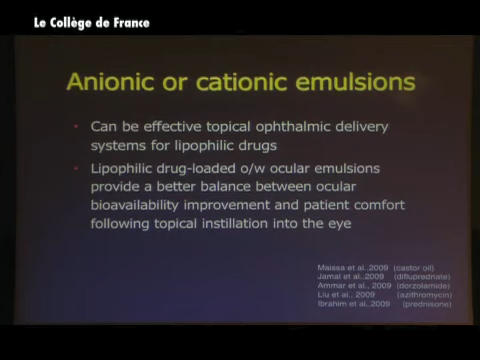 Le Collège de France
Anionic or cationic emulsions
• Can be effective topical ophthalmic delivery
systems for lipophilic drugs
• Lipophilic drug-loaded o/w ocular emulsions
provide a better balance between ocular
bioavailability improvement and patient comfort
following topical instillation into the eye
Maissa et al.,2009 (castor oil)
Jamal et al.,2009 (difluprednate)
Ammar et al., 2009 (dorzolamide)
Liu et al., 2009 (azithromycin)
Ibrahim et al.,2009 (prednisone)